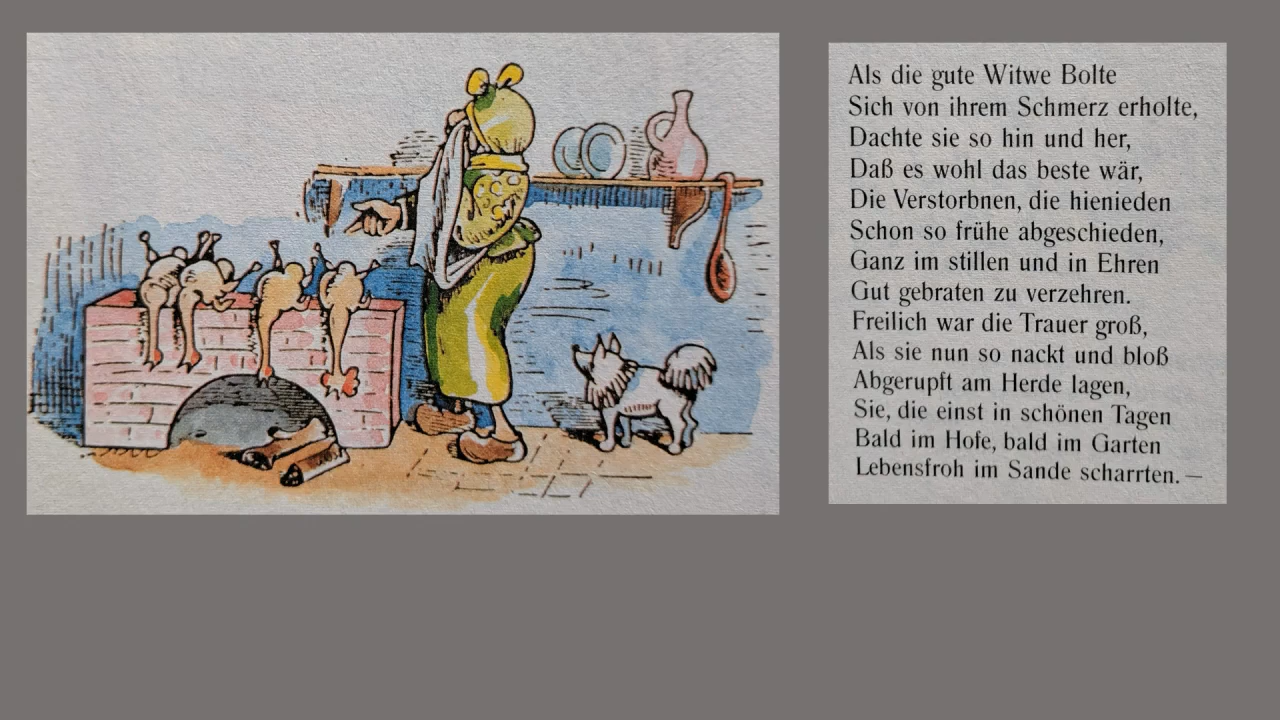 Als die gute Witwe Bolte
Sich von ihrem Schmerz erholte,
Dachte sie so hin und her,
Daß es wohl das beste wär,
Die Verstorbnen, die hienieden
Schon so frühe abgeschieden,
Ganz im stillen und in Ehren
Gut gebraten zu verzehren.
Freilich war die Trauer groß,
Als sie nun so nackt und bloß
Abgerupft am Herde lagen,
Sie, die einst in schönen Tagen
Bald im Hofe, bald im Garten
Lebensfroh im Sande scharrten. —